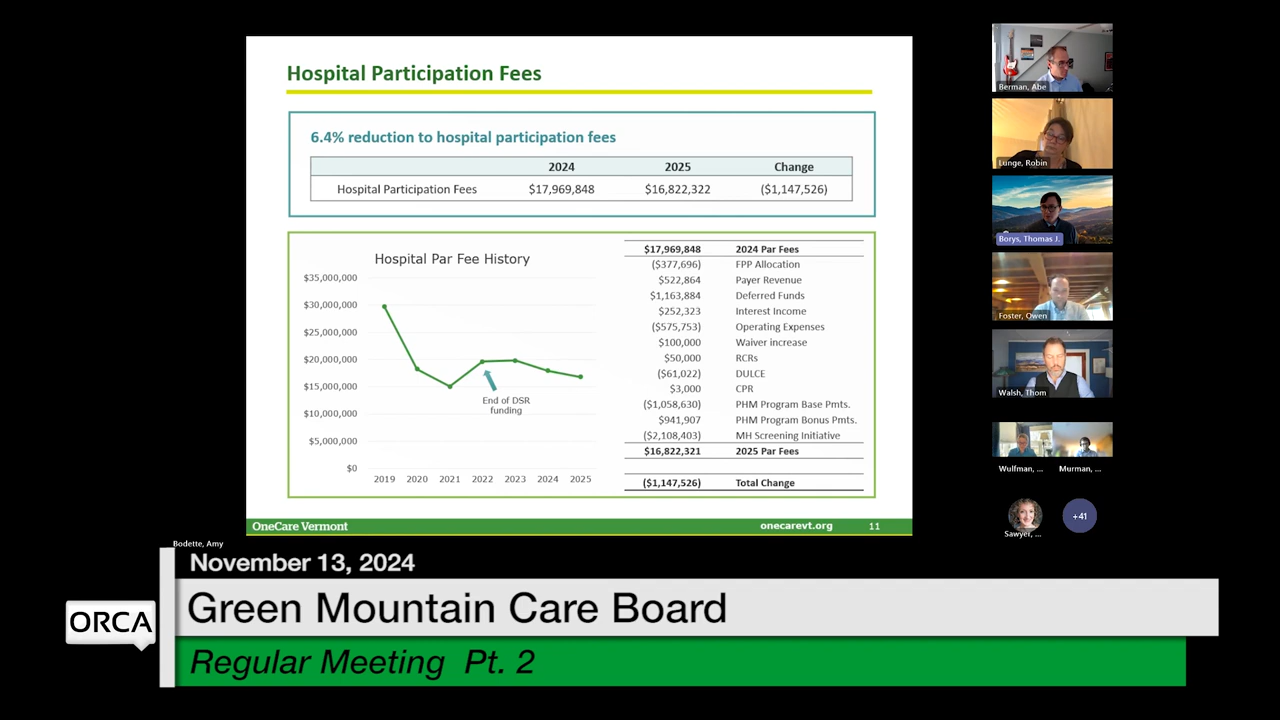 Hospital Participation Fees
6.4% reduction to hospital participation fees
2024 2025 Change
Hospital Participation Fees $17,969,848 $16,822,322 ($1,147,526)
Hospital Par Fee History
$35,000,000
$30,000,000
$25,000,000
$20,000,000
$15,000,000
$10,000,000
$5,000,000
$0
End of DSR
funding
2019 2020 2021 2022 2023 2024 2025
$17,969,848 2024 Par Fees
($377,696) FPP Allocation
$522,864 Payer Revenue
$1,163,884 Deferred Funds
$252,323 Interest Income
($575,753) Operating Expenses
$100,000 Waiver increase
$50,000 RCRs
($61,022) DULCE
$3,000 CPR
($1,058,630) PHM Program Base Pmts.
$941,907 PHM Program Bonus Pmts.
($2,108,403) MH Screening Initiative
$16,822,321 2025 Par Fees
($1,147,526) Total Change
OneCare Vermont onecarevt.org 11
Berman, Abe
Lunge, Robin
Borys, Thomas J.
Foster, Owen
Walsh, Thom
Wulfman, ... Murman, ...
Sawyer, ... +41
Bodette, Amy
November 13, 2024
ORCA
Green Mountain Care Board
Regular Meeting Pt. 2